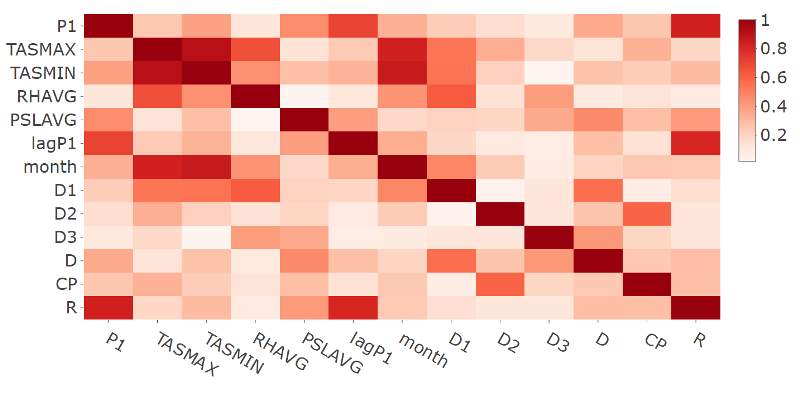 P1
TASMAX
TASMIN
RHAVG
PSLAVG
lagP1
month
D1
D2
D3
D
CP
R
P1 TASMAX TASMIN RHAVG PSLAVG lagP1 month D1 D2 D3 D CP R
1
0.8
0.6
0.4
0.2